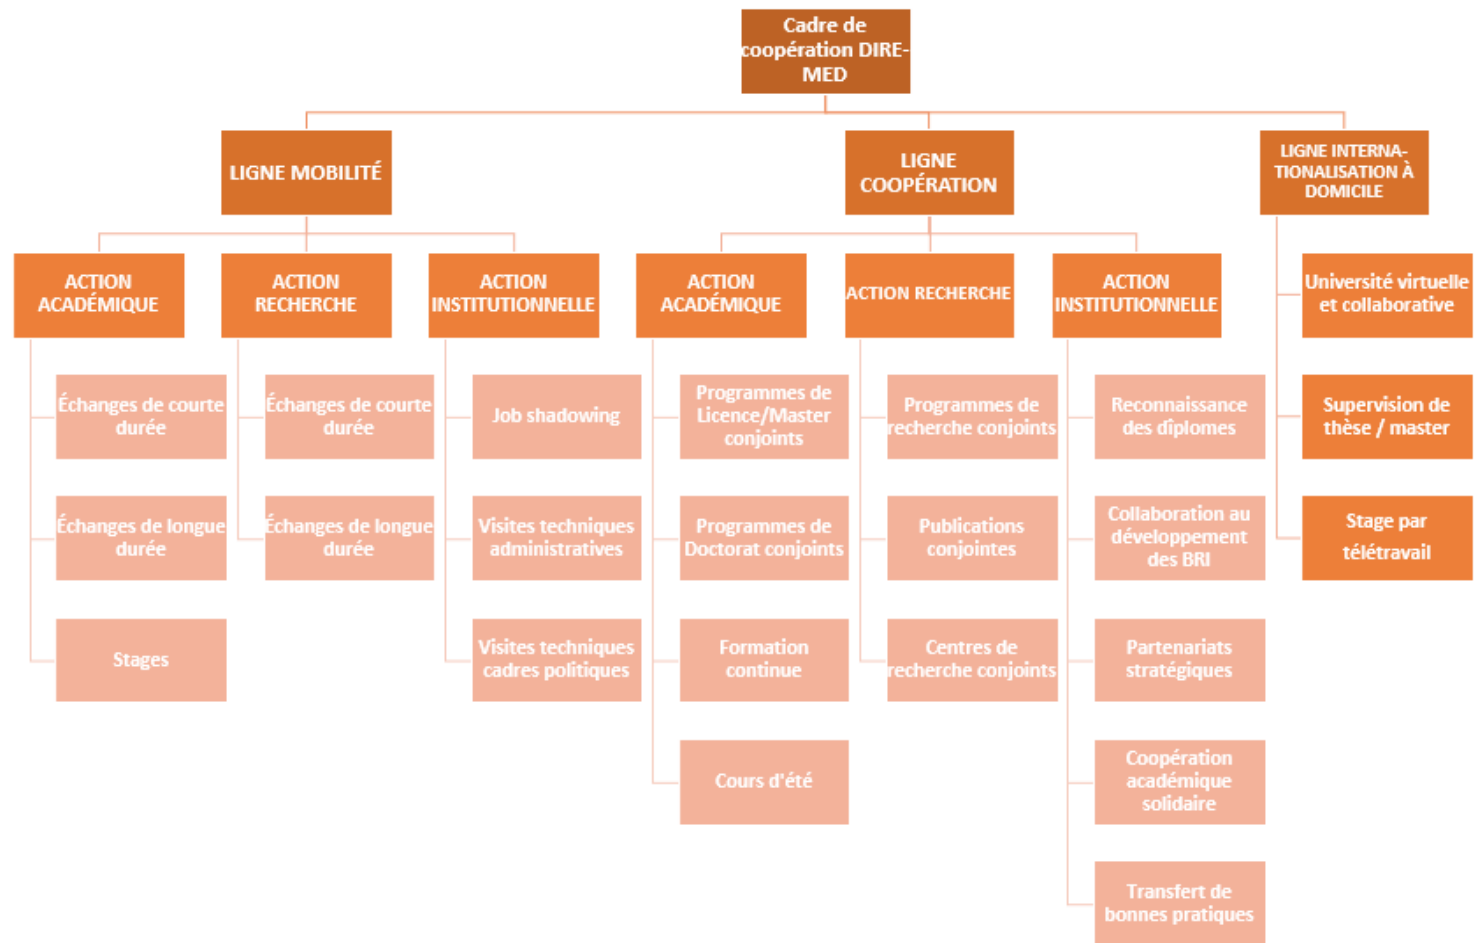 Cadre de
coopération DIRE-
MED
LIGNE MOBILITÉ
LIGNE
COOPÉRATION
LIGNE INTERNA-
TIONALISATION À
DOMICILE
ACTION
ACADÉMIQUE
ACTION
RECHERCHE
ACTION
INSTITUTIONNELLE
ACTION
ACADÉMIQUE
ACTION RECHERCHE
ACTION
INSTITUTIONNELLE
Université virtuelle
et collaborative
Échanges de courte
durée
Échanges de courte
durée
Job shadowing
Programmes de
Licence/Master
conjoints
Programmes de
recherche conjoints
Reconnaissance
des dîplomes
Supervision de
thèse / master
Échanges de longue
durée
Échanges de longue
durée
Visites techniques
administratives
Programmes de
Doctorat conjoints
Publications
conjointes
Collaboration au
développement
des BRI
Stage par
télétravail
Stages
Visites techniques
cadres politiques
Formation
continue
Centres de
recherche conjoints
Partenariats
stratégiques
Cours d'été
Coopération
académique
solidaire
Transfert de
bonnes pratiques